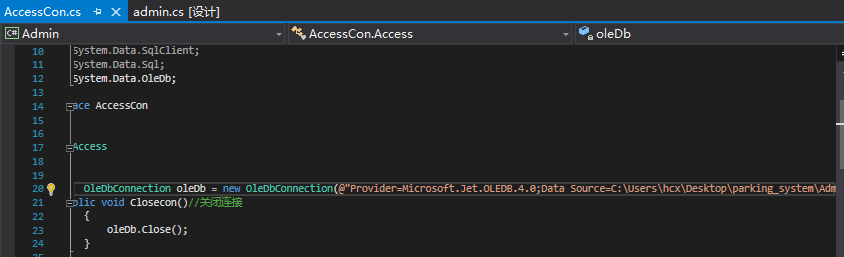 AccessCon.cs admin.cs [设计]
C# Admin AccessCon.Access oleDb
10 System.Data.SqlClient;
11 System.Data.Sql;
12 System.Data.OleDb;
13
14 ace AccessCon
15
16
17 Access
18
19
20 OleDbConnection oleDb = new OleDbConnection(@"Provider=Microsoft.Jet.OLEDB.4.0;Data Source=C:\Users\hcx\Desktop\parking_system\Adm
21 blic void Closecon()//关闭连接
22 {
23 oleDb.Close();
24 }